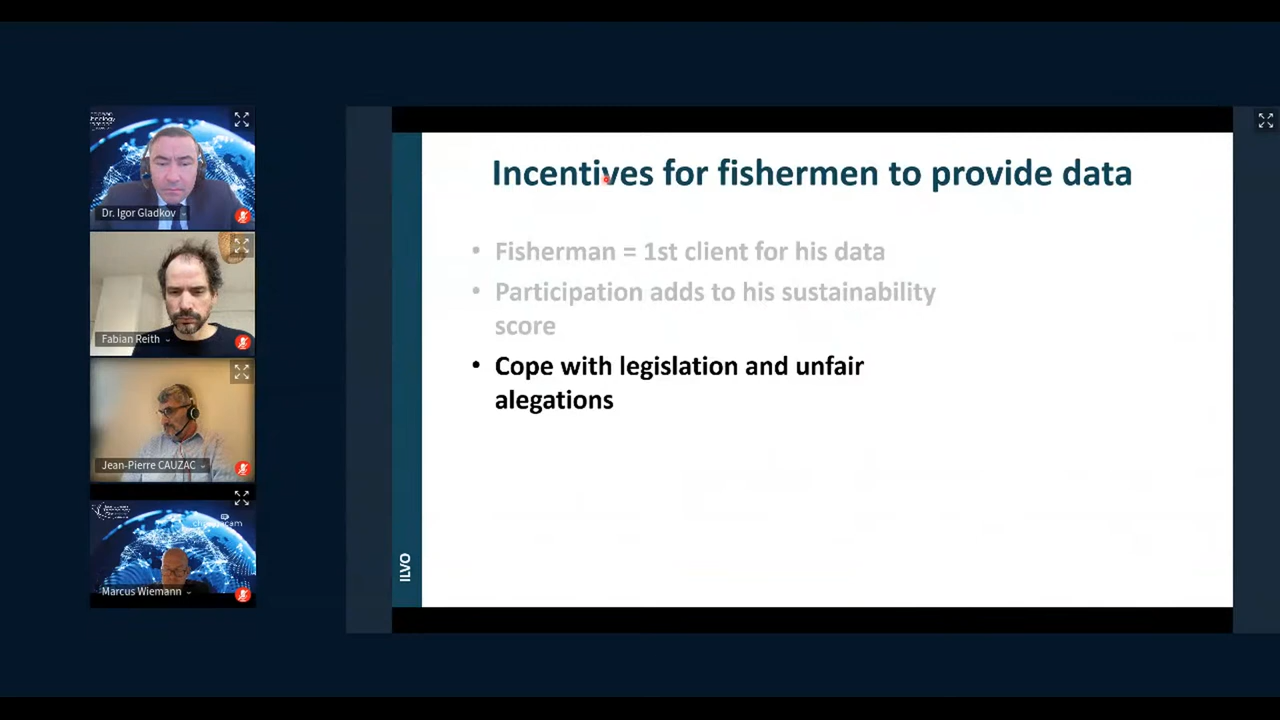 Dr. Igor Gladkov
Fabian Reith
Jean-Pierre CAUZAC
Marcus Wiemann
Incentives for fishermen to provide data
• Fisherman = 1st client for his data
• Participation adds to his sustainability
score
• Cope with legislation and unfair
alegations
ILVO